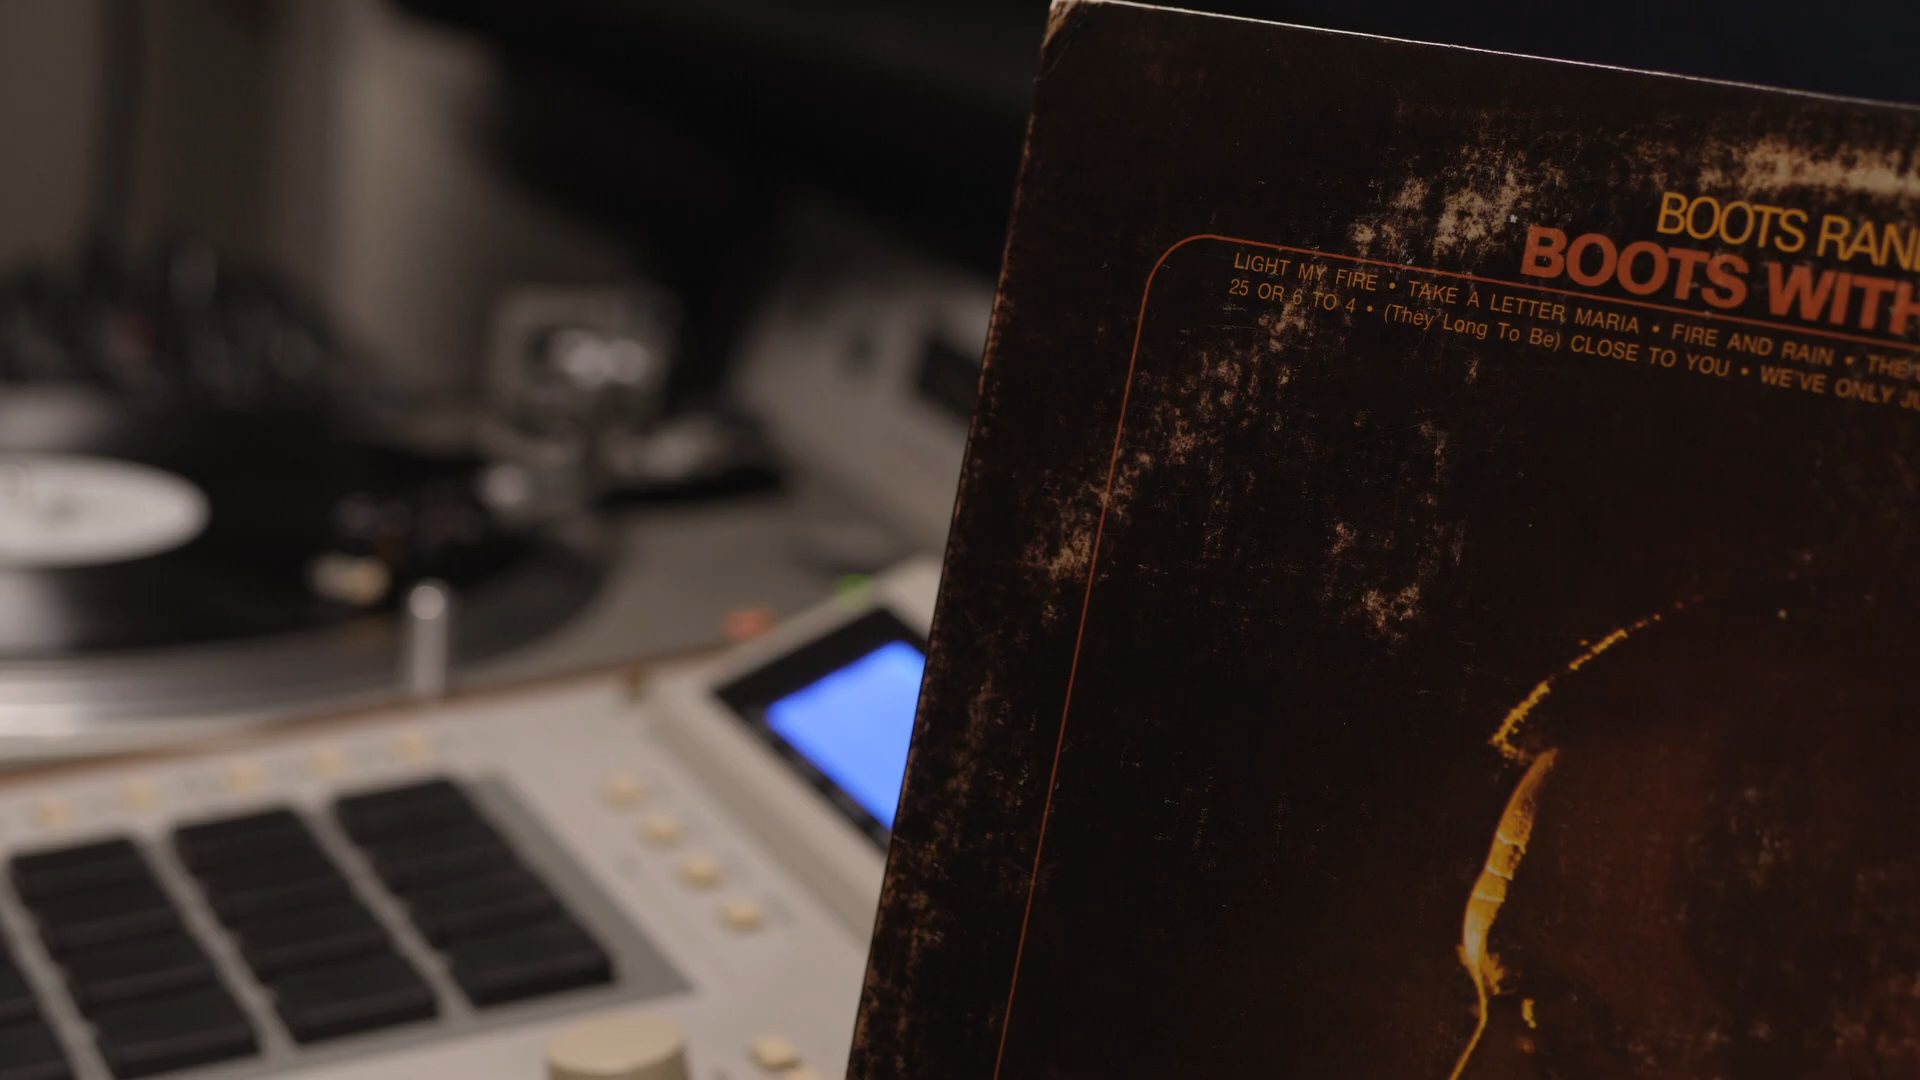 BOOTS RAN
BOOTS WITH
LIGHT MY FIRE • TAKE A LETTER MARIA • FIRE AND RAIN •
25 OR 6 TO 4 • (They Long To Be) CLOSE TO YOU • WE'VE ONLY